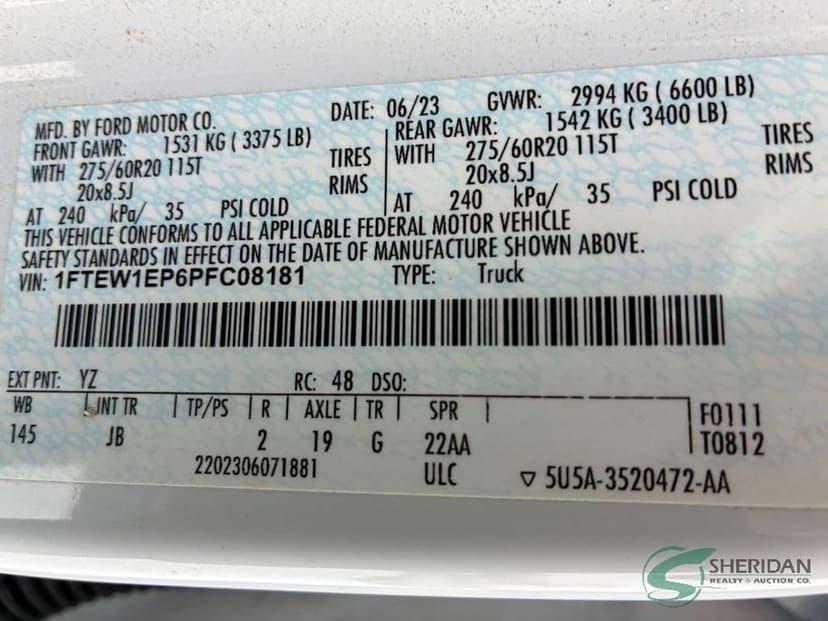 MFD. BY FORD MOTOR CO. DATE: 06/23 GVWR: 2994 KG ( 6600 LB)
FRONT GAWR: 1531 KG ( 3375 LB) REAR GAWR: 1542 KG ( 3400 LB)
WITH 275/60R20 115T TIRES WITH 275/60R20 115T TIRES
20x8.5J RIMS 20x8.5J RIMS
AT 240 kPa/ 35 PSI COLD AT 240 kPa/ 35 PSI COLD
THIS VEHICLE CONFORMS TO ALL APPLICABLE FEDERAL MOTOR VEHICLE
SAFETY STANDARDS IN EFFECT ON THE DATE OF MANUFACTURE SHOWN ABOVE.
VIN: 1FTEW1EP6PFC08181 TYPE: Truck
EXT PNT: YZ RC: 48 DSO:
WB INT TR TP/PS R AXLE TR SPR F0111
145 JB 2 19 G 22AA T0812
2202306071881 ULC ▽ 5U5A-3520472-AA
SHERIDAN
REALTY & AUCTION CO.